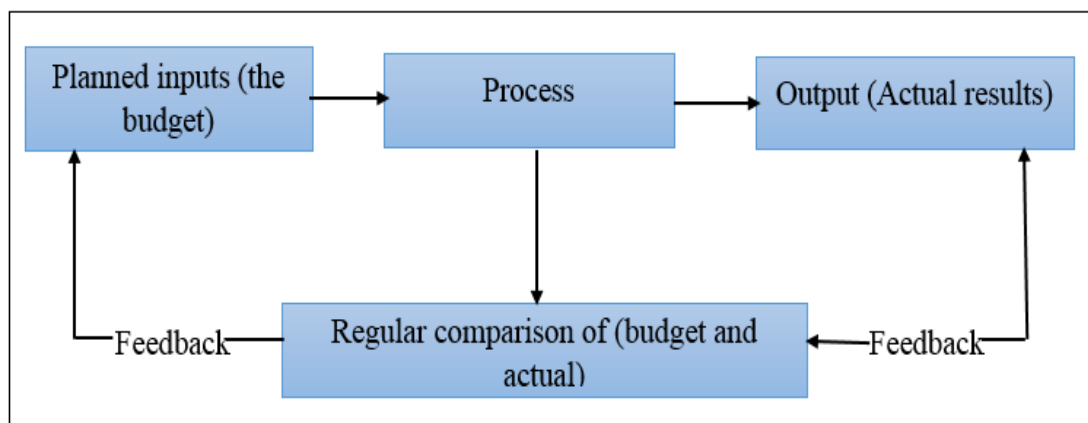 Planned inputs (the
budget)
Process
Output (Actual results)
Feedback
Regular comparison of (budget and
actual)
Feedback